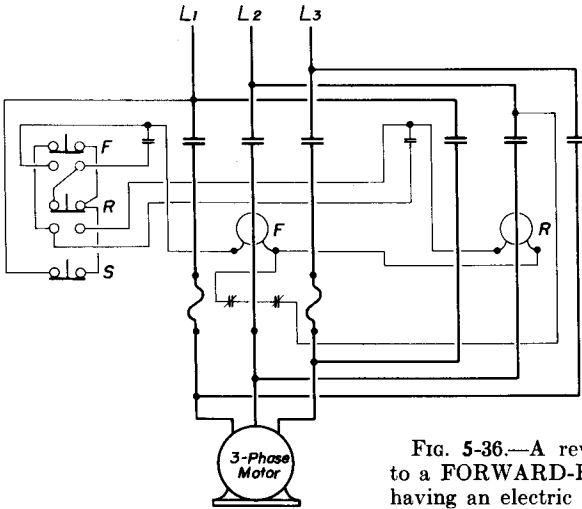 L1 L2 L3
F
R
S
F
R
3-Phase
Motor
FIG. 5-36.—A rev
to a FORWARD-
having an electric